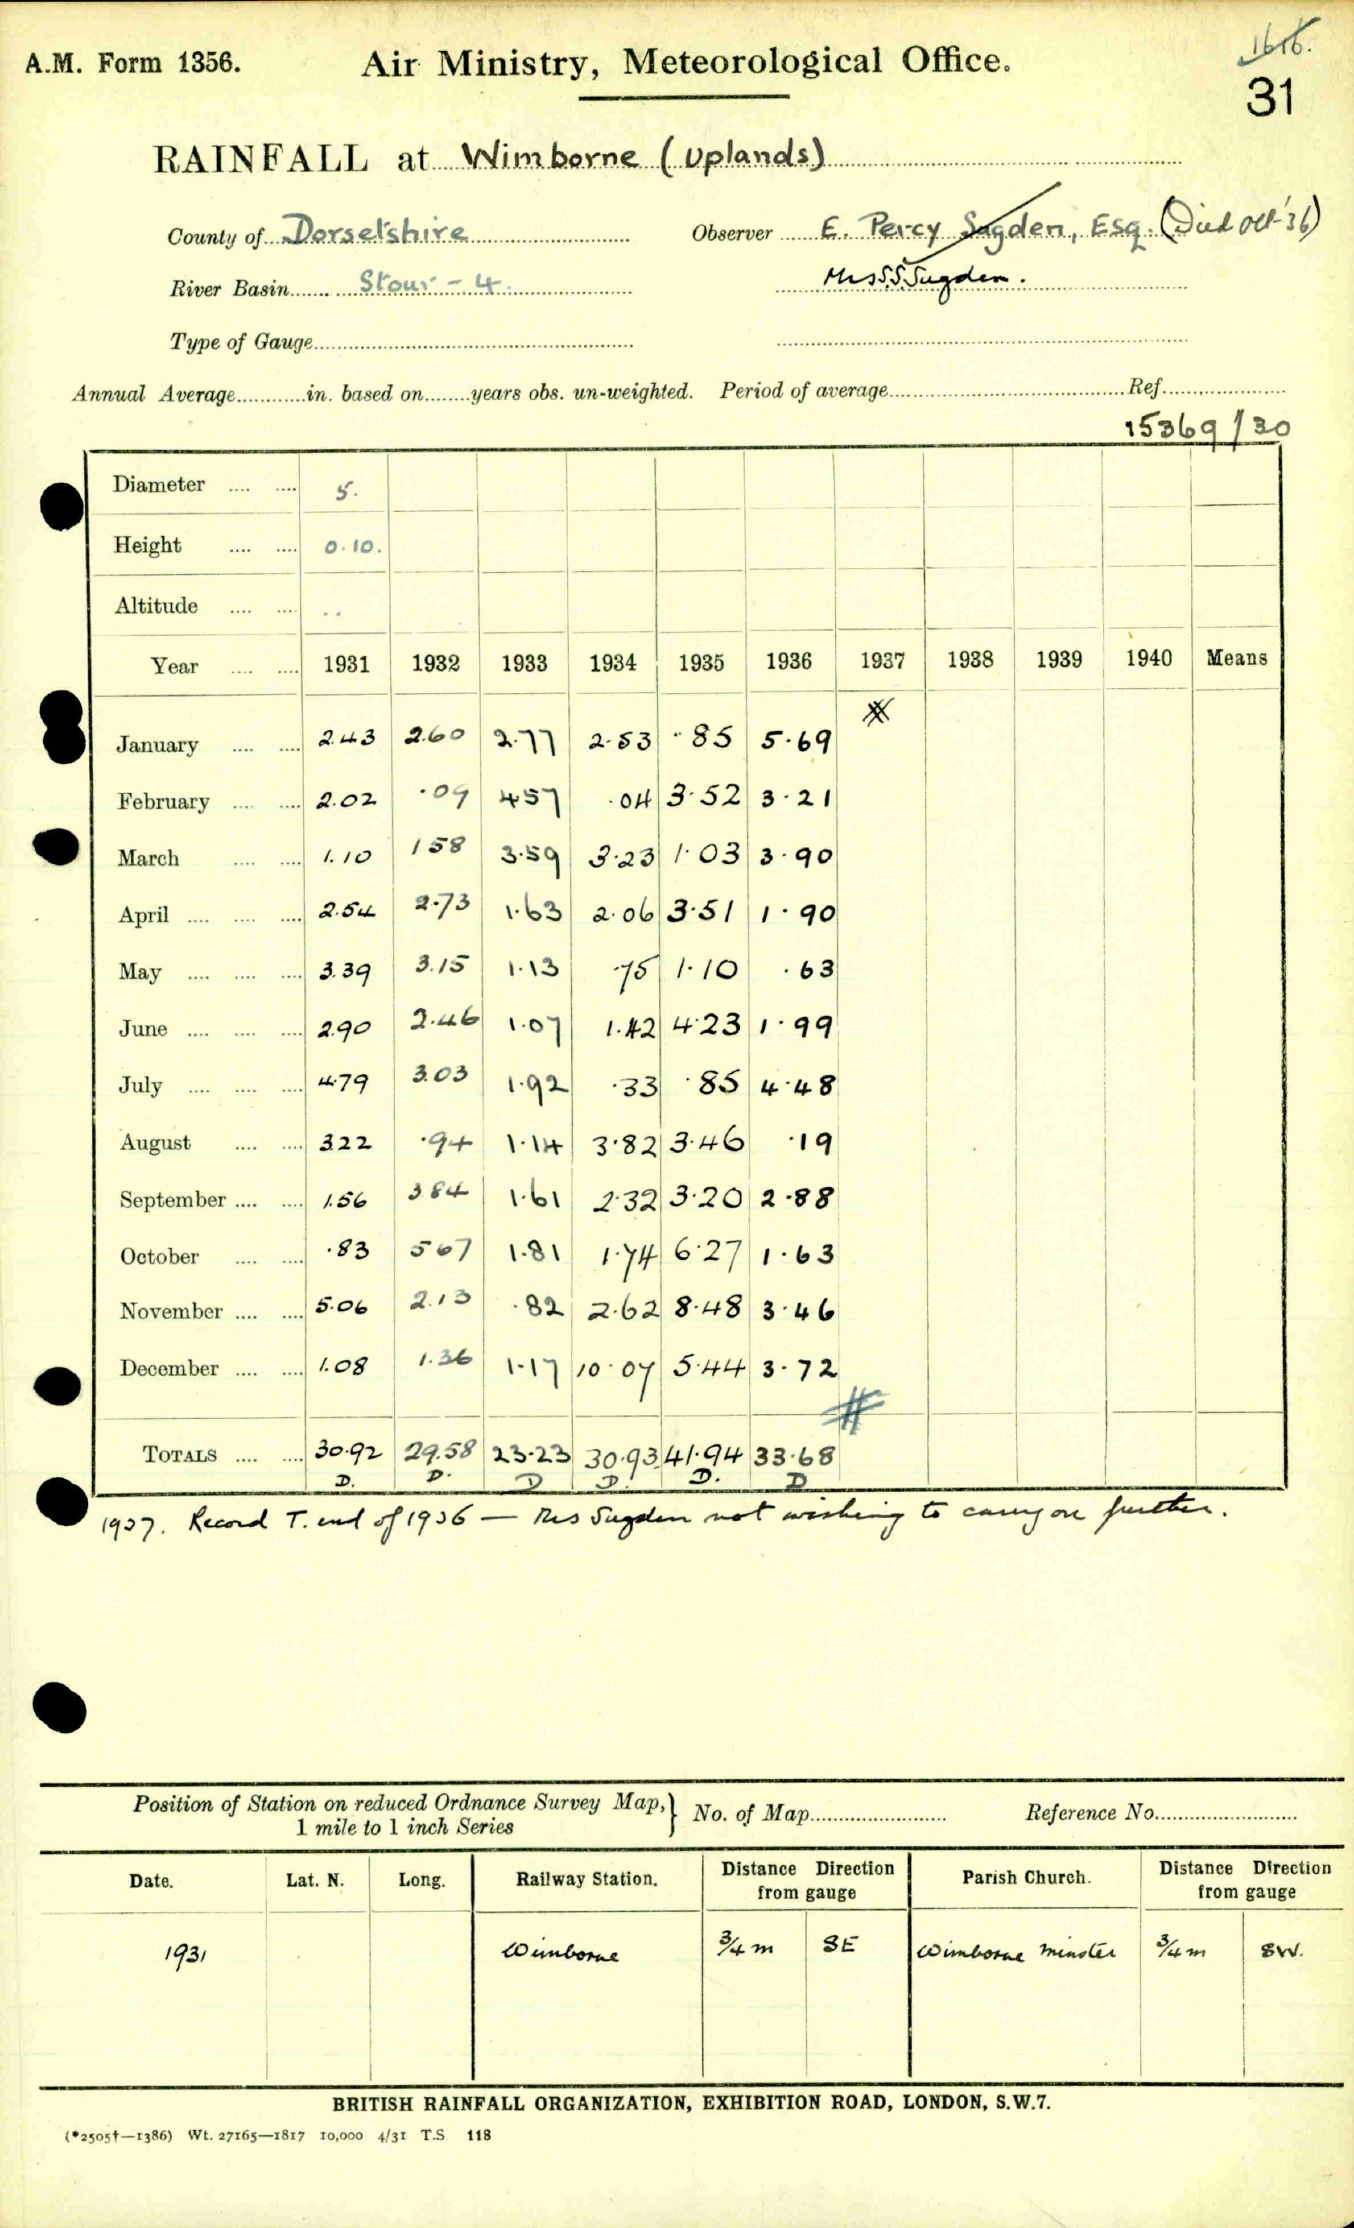 1616.
A.M. Form 1356. Air Ministry, Meteorological Office.
31
RAINFALL at Wimborne (Uplands)
County of Dorsetshire Observer E. Percy Sugden, Esq. (Died Oct '36)
River Basin Stour - 4. Mrs S.S. Sugden.
Type of Gauge
Annual Average in. based on years obs. un-weighted. Period of average Ref.
15369/30
Diameter 5.
Height 0.10.
Altitude ..
Year 1931 1932 1933 1934 1935 1936 1937 1938 1939 1940 Means
January 2.43 2.60 2.77 2.53 .85 5.69
February 2.02 .09 4.57 .04 3.52 3.21
March 1.10 1.58 3.59 3.23 1.03 3.90
April 2.54 2.73 1.63 2.06 3.51 1.90
May 3.39 3.15 1.13 .75 1.10 .63
June 2.90 2.46 1.07 1.42 4.23 1.99
July 4.79 3.03 1.92 .33 .85 4.48
August 3.22 .94 1.14 3.82 3.46 .19
September 1.56 3.84 1.61 2.32 3.20 2.88
October .83 5.67 1.81 1.74 6.27 1.63
November 5.06 2.13 .82 2.62 8.48 3.46
December 1.08 1.36 1.17 10.07 5.44 3.72
TOTALS 30.92 29.58 23.23 30.93 41.94 33.68
D. D. D D. D. D
1937. Record T. end of 1936 — Mrs Sugden not wishing to carry on further.
Position of Station on reduced Ordnance Survey Map, } No. of Map Reference No.
1 mile to 1 inch Series
Date. Lat. N. Long. Railway Station. Distance Direction from gauge Parish Church. Distance Direction from gauge
1931 Wimborne 3/4 m SE Wimborne Minster 3/4 m SW.
BRITISH RAINFALL ORGANIZATION, EXHIBITION ROAD, LONDON, S.W.7.
(*2505†—1386) Wt. 27165—1817 10,000 4/31 T.S 118